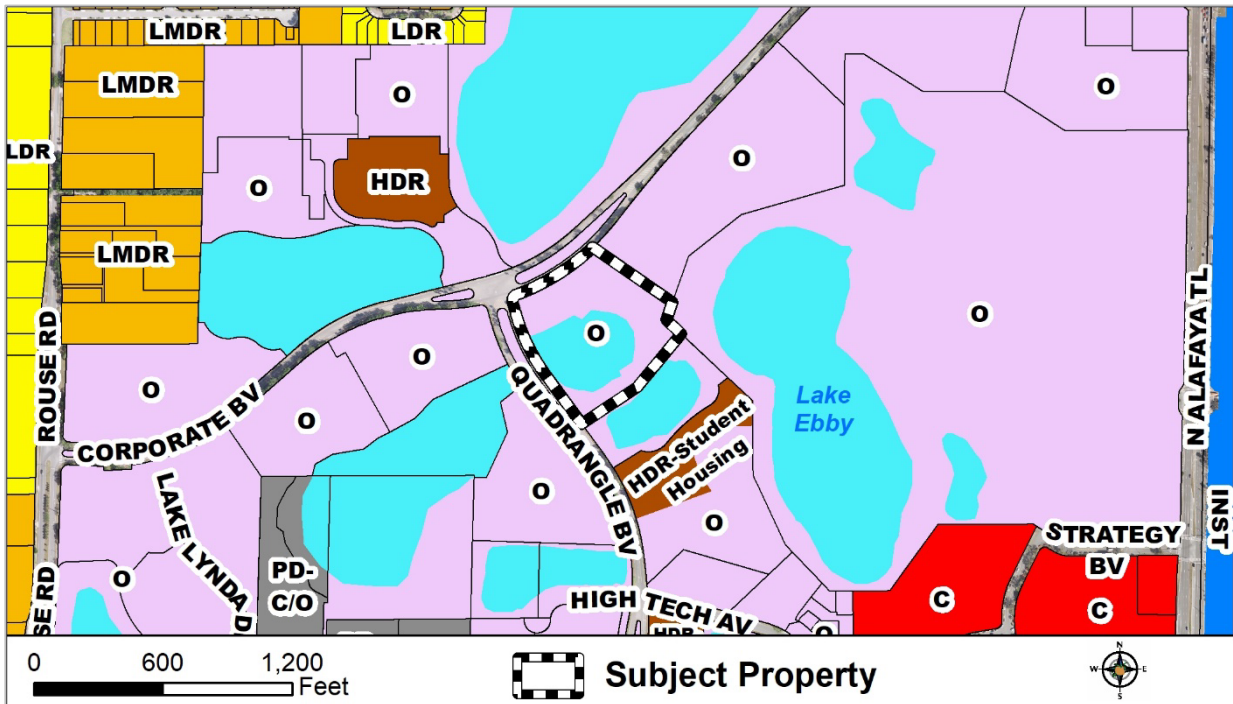 LMDR
LDR
LMDR
O
O
LDR
HDR
O
O
LMDR
O
O
O
Lake
Ebby
O
O
O
ROUSE RD
CORPORATE BV
QUADRANGLE BV
N ALAFAYA TL
HDR-Student
Housing
O
O
LAKE LYNDA D
PD-
C/O
INST
STRATEGY
BV
O
SE RD
HIGH TECH AV
C
C
O
0 600 1,200
Feet
Subject Property
N
W E
S